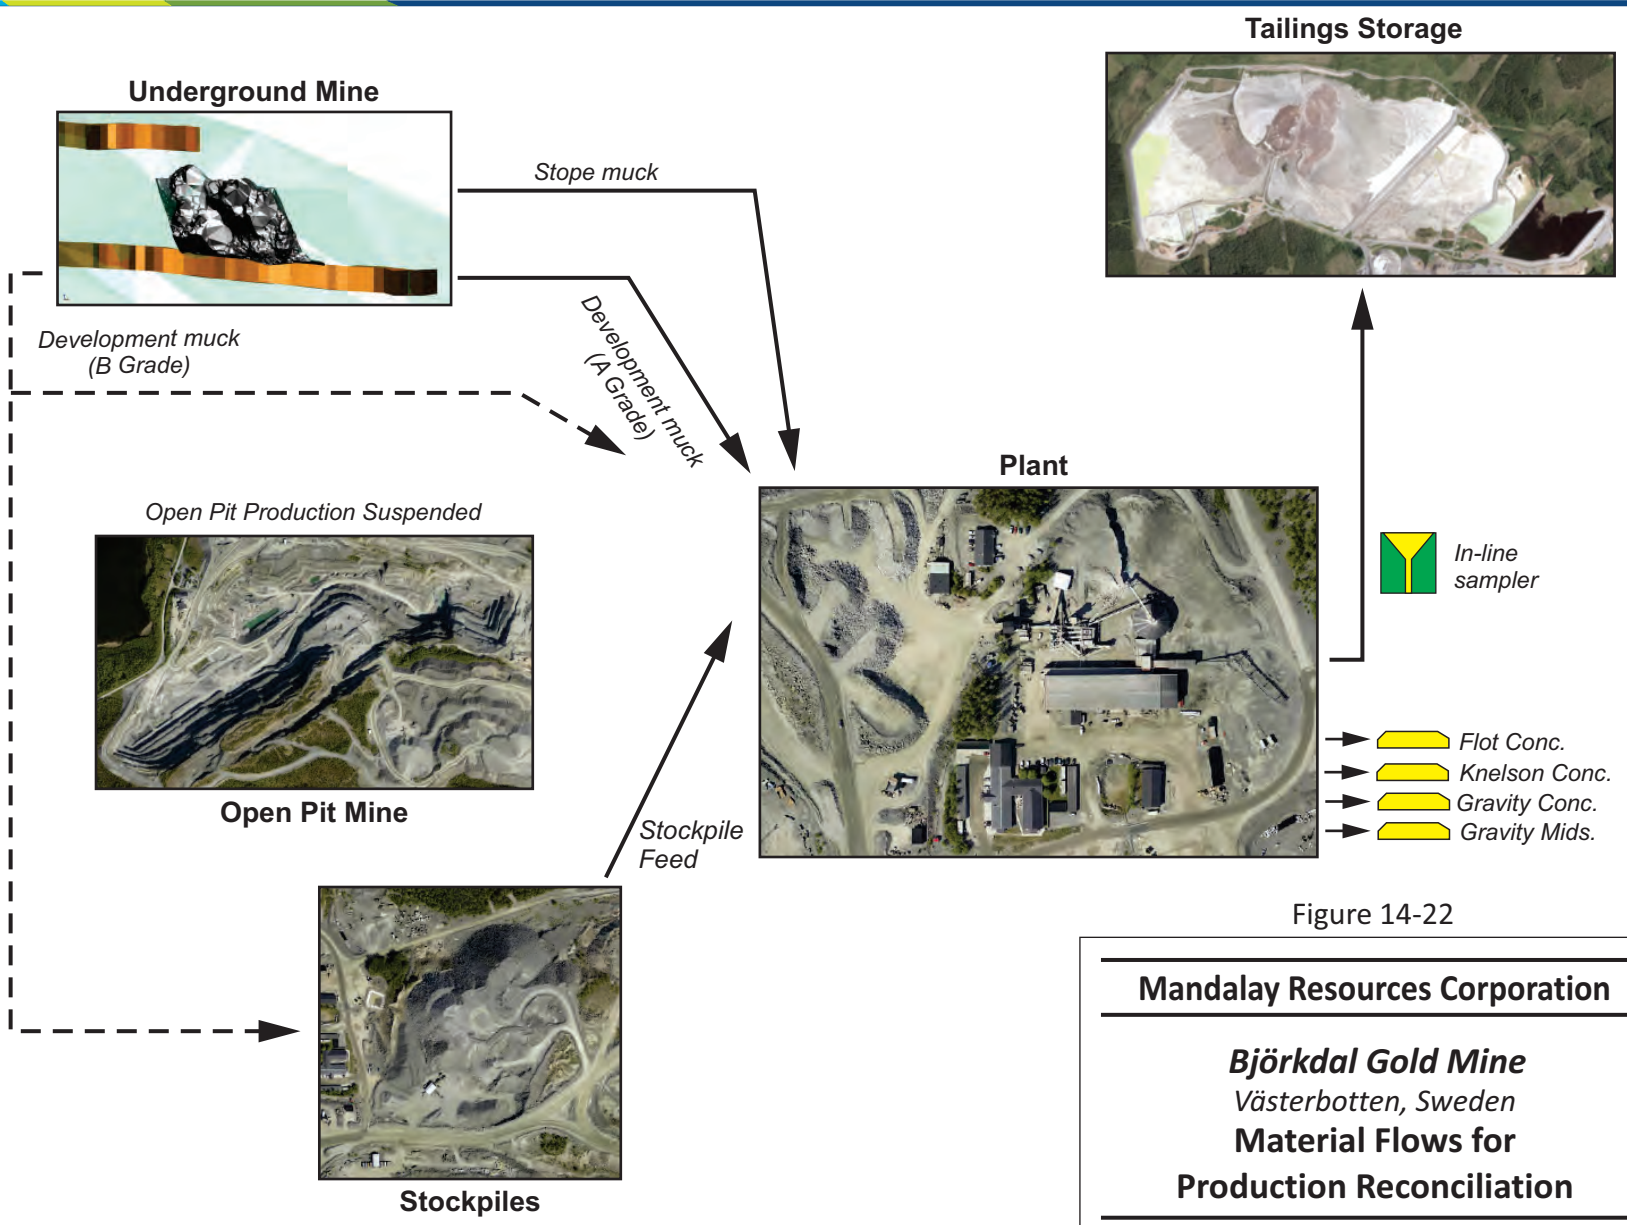 Tailings Storage
Underground Mine
Stope muck
Development muck
(A Grade)
Development muck
(B Grade)
Plant
Open Pit Production Suspended
In-line
sampler
Open Pit Mine
Flot Conc.
Knelson Conc.
Gravity Conc.
Gravity Mids.
Stockpile
Feed
Stockpiles
Figure 14-22
Mandalay Resources Corporation
Björkdal Gold Mine
Västerbotten, Sweden
Material Flows for
Production Reconciliation